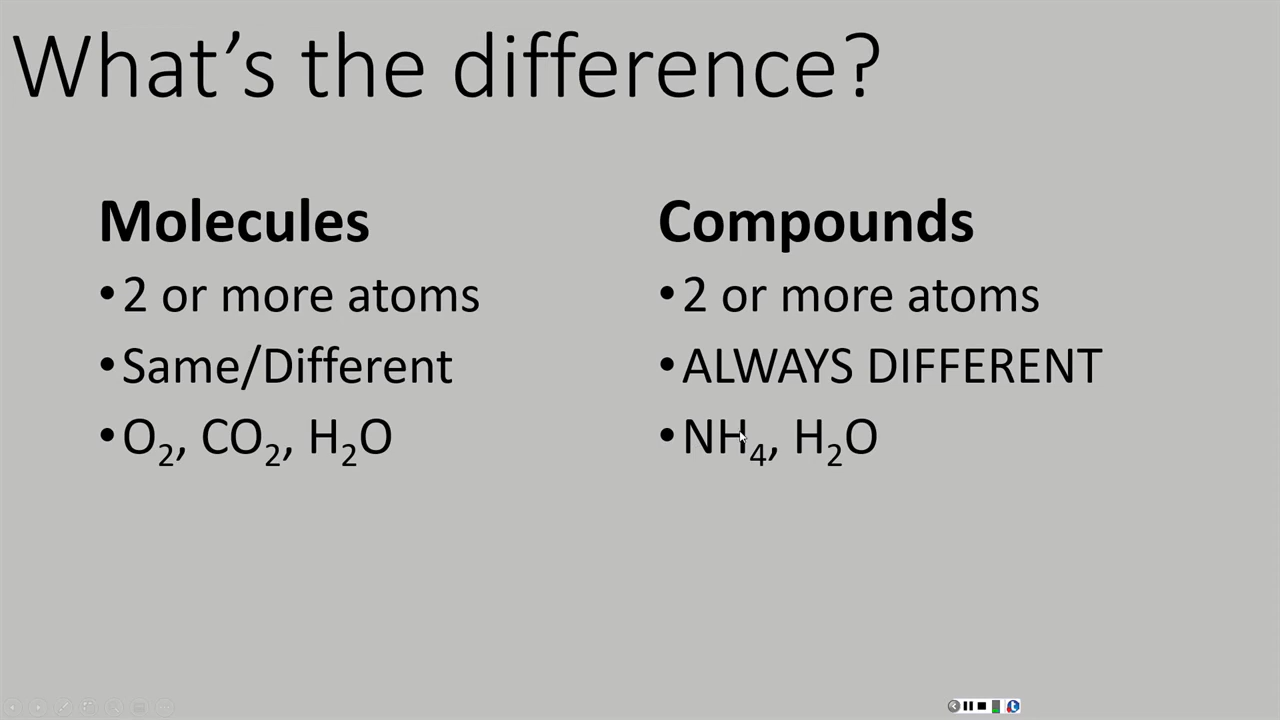 What’s the difference?
Molecules
•2 or more atoms
•Same/Different
•O₂, CO₂, H₂O
Compounds
•2 or more atoms
•ALWAYS DIFFERENT
•NH₄, H₂O